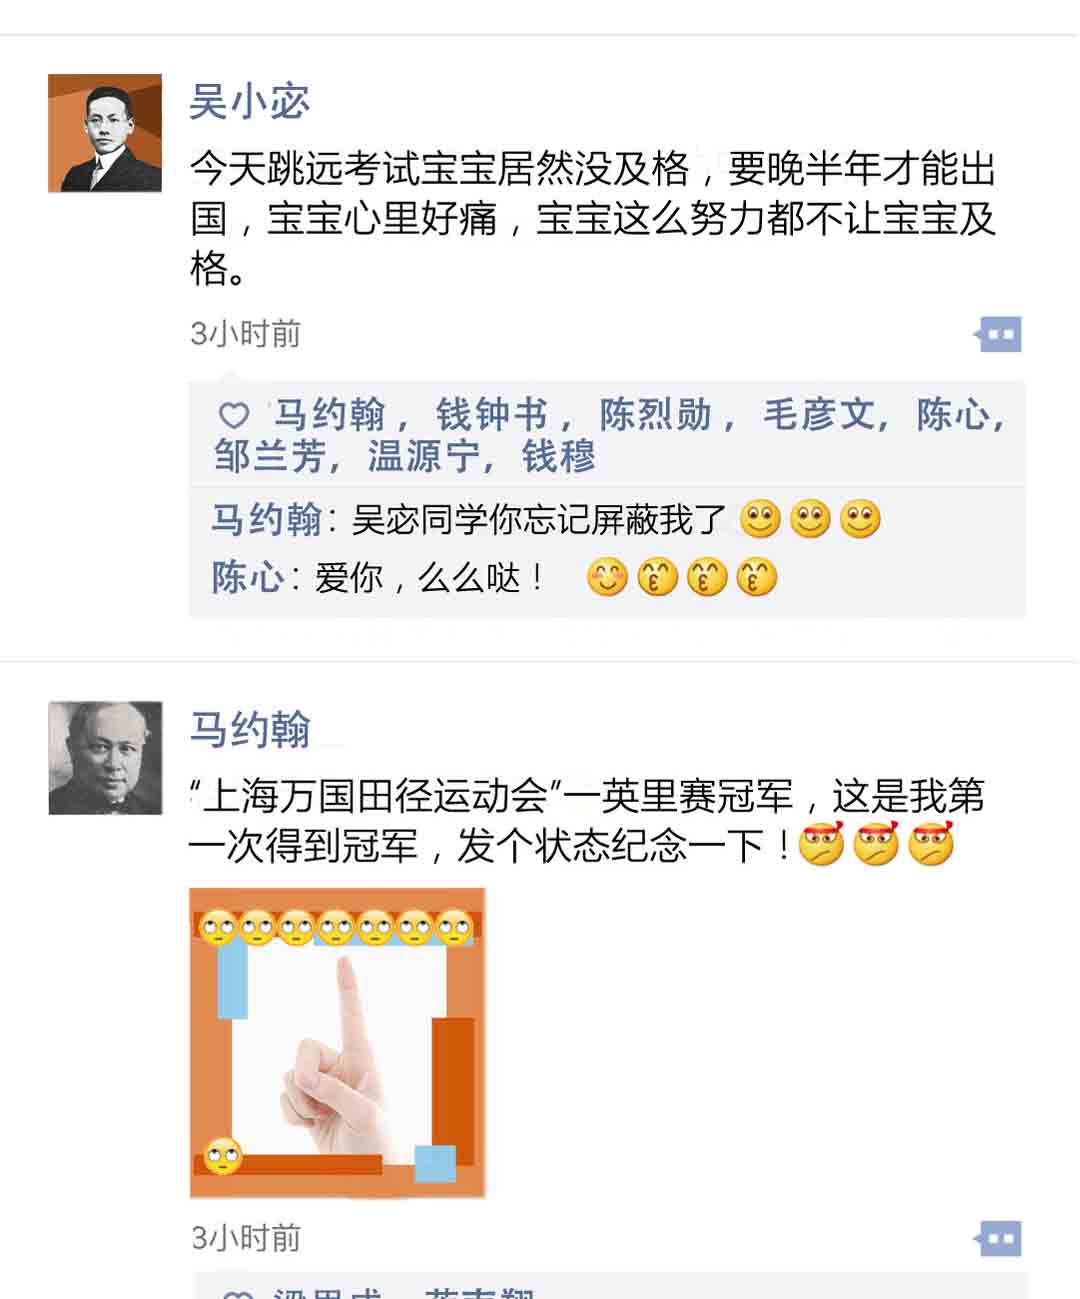 吴小宓
今天跳远考试宝宝居然没及格，要晚半年才能出
国，宝宝心里好痛，宝宝这么努力都不让宝宝及
格。
3小时前
马约翰，钱钟书，陈烈勋，毛彦文，陈心，
邹兰芳，温源宁，钱穆
马约翰：吴宓同学你忘记屏蔽我了
陈心：爱你，么么哒！
马约翰
“上海万国田径运动会”一英里赛冠军，这是我第
一次得到冠军，发个状态纪念一下！
3小时前